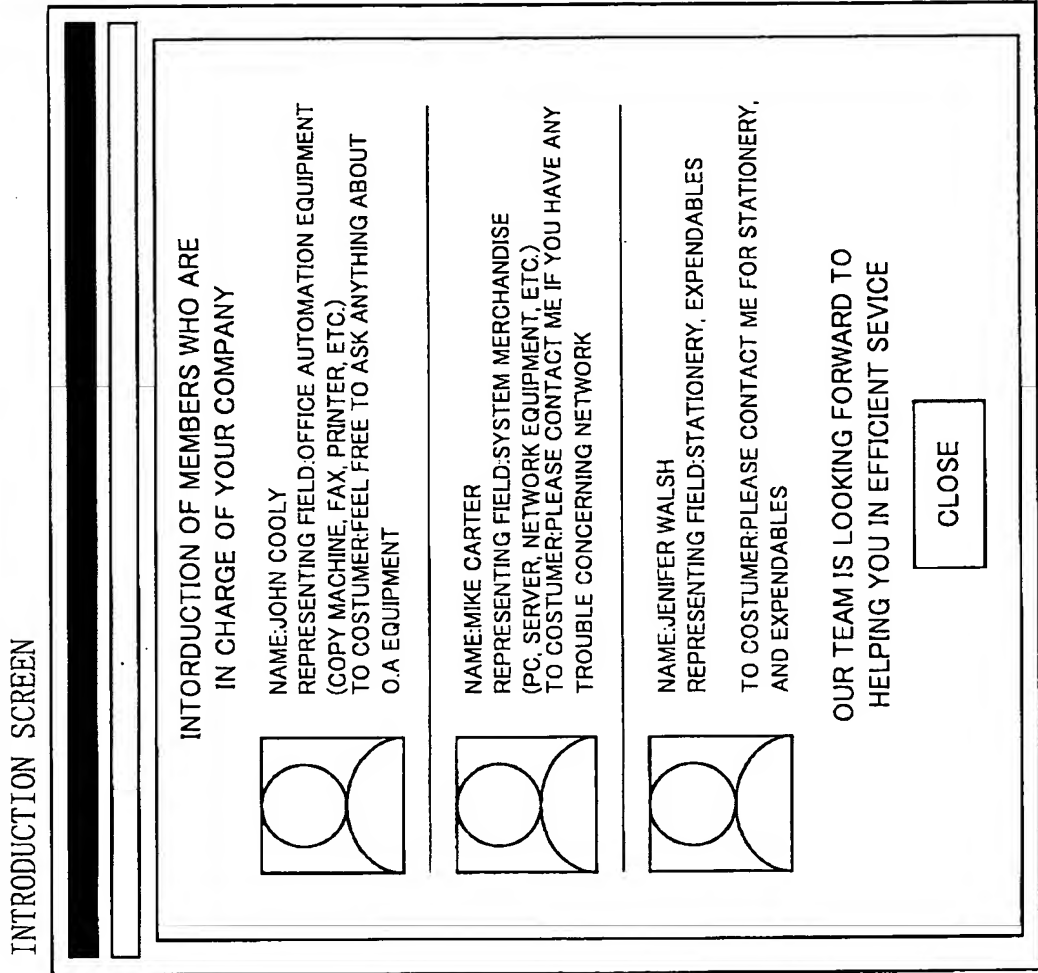 INTRODUCTION SCREEN
INTORDUCTION OF MEMBERS WHO ARE
IN CHARGE OF YOUR COMPANY
NAME:JOHN COOLY
REPRESENTING FIELD:OFFICE AUTOMATION EQUIPMENT
(COPY MACHINE, FAX, PRINTER, ETC.)
TO COSTUMER:FEEL FREE TO ASK ANYTHING ABOUT
O.A EQUIPMENT
NAME:MIKE CARTER
REPRESENTING FIELD:SYSTEM MERCHANDISE
(PC, SERVER, NETWORK EQUIPMENT, ETC.)
TO COSTUMER:PLEASE CONTACT ME IF YOU HAVE ANY
TROUBLE CONCERNING NETWORK
NAME:JENIFER WALSH
REPRESENTING FIELD:STATIONERY, EXPENDABLES
TO COSTUMER:PLEASE CONTACT ME FOR STATIONERY,
AND EXPENDABLES
OUR TEAM IS LOOKING FORWARD TO
HELPING YOU IN EFFICIENT SEVICE
CLOSE